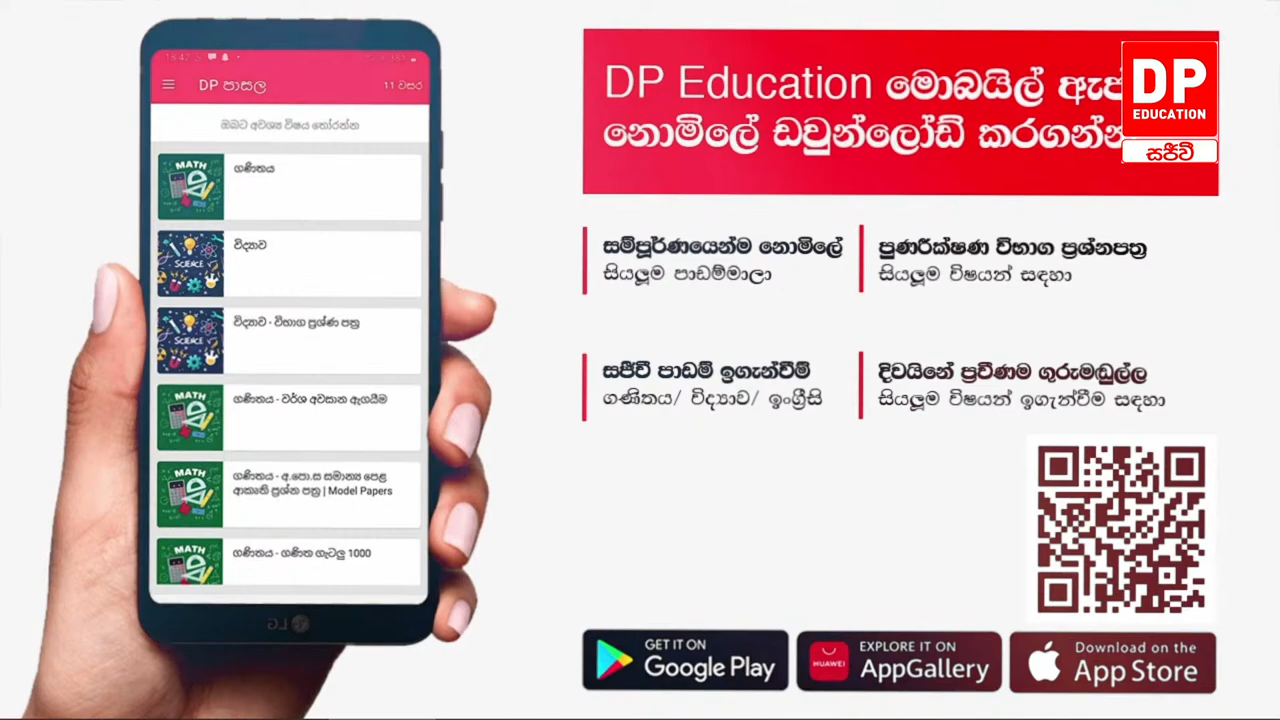 DP පාසල
11 වසර
ඔබට අවශ්‍ය විෂය තෝරන්න
MATH
ගණිතය
SCIENCE
විද්‍යාව
SCIENCE
විද්‍යාව - විභාග ප්‍රශ්ණ පත්‍ර
MATH
ගණිතය - වර්ශ අවසාන ඇගයීම
MATH
ගණිතය - අ.පො.ස සමාන්‍ය පෙළ
ආකෘති ප්‍රශ්න පත්‍ර | Model Papers
MATH
ගණිතය - ගණිත ගැටලු 1000
DP Education මොබයිල්
නොමිලේ ඩවුන්ලෝඩ්
DP
EDUCATION
සජීවී
සම්පූර්ණයෙන්ම නොමිලේ
සියලූම පාඩම්මාලා
පුණරීක්ෂණ විභාග ප්‍රශ්නපත්‍ර
සියලූම විෂයන් සඳහා
සජීවී පාඩම් ඉගැන්වීම්
ගණිතය/ විද්‍යාව/ ඉංග්‍රීසි
දිවයිනේ ප්‍රවීණම ගුරුමඬුල්ල
සියලූම විෂයන් ඉගැන්වීම සඳහා
GET IT ON
Google Play
HUAWEI
EXPLORE IT ON
AppGallery
Download on the
App Store